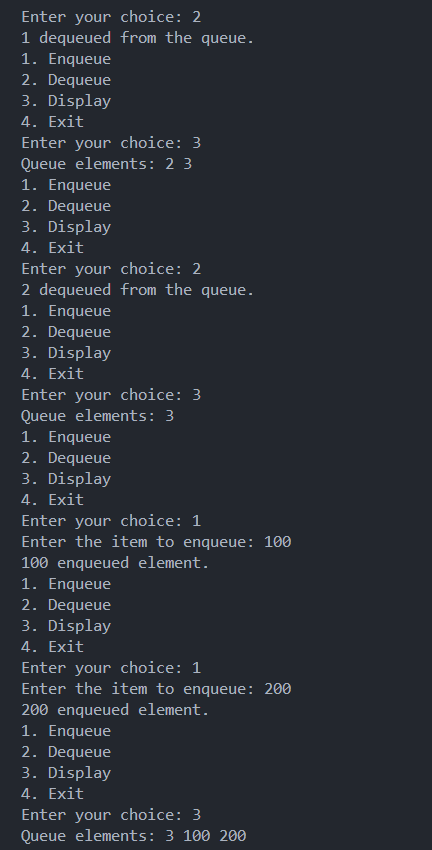 Enter your choice: 2
1 dequeued from the queue.
1. Enqueue
2. Dequeue
3. Display
4. Exit
Enter your choice: 3
Queue elements: 2 3
1. Enqueue
2. Dequeue
3. Display
4. Exit
Enter your choice: 2
2 dequeued from the queue.
1. Enqueue
2. Dequeue
3. Display
4. Exit
Enter your choice: 3
Queue elements: 3
1. Enqueue
2. Dequeue
3. Display
4. Exit
Enter your choice: 1
Enter the item to enqueue: 100
100 enqueued element.
1. Enqueue
2. Dequeue
3. Display
4. Exit
Enter your choice: 1
Enter the item to enqueue: 200
200 enqueued element.
1. Enqueue
2. Dequeue
3. Display
4. Exit
Enter your choice: 3
Queue elements: 3 100 200